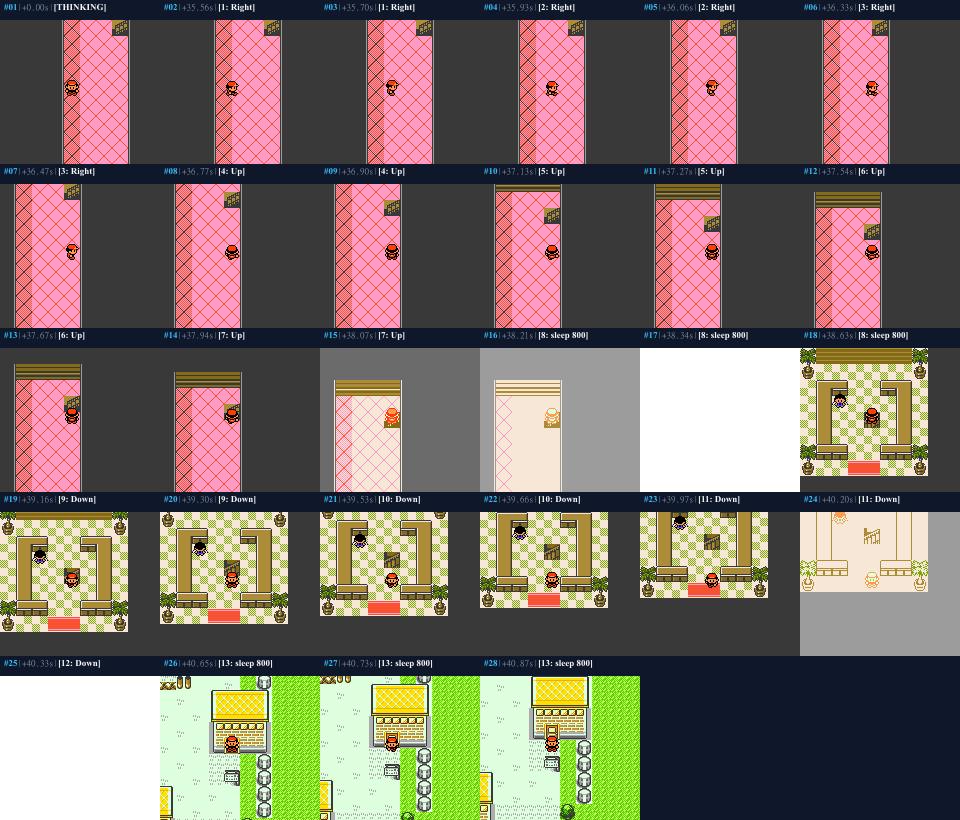 #01|+0.00s|[THINKING]
#02|+35.56s|[1: Right]
#03|+35.70s|[1: Right]
#04|+35.93s|[2: Right]
#05|+36.06s|[2: Right]
#06|+36.33s|[3: Right]
#07|+36.47s|[3: Right]
#08|+36.77s|[4: Up]
#09|+36.90s|[4: Up]
#10|+37.13s|[5: Up]
#11|+37.27s|[5: Up]
#12|+37.54s|[6: Up]
#13|+37.67s|[6: Up]
#14|+37.94s|[7: Up]
#15|+38.07s|[7: Up]
#16|+38.21s|[8: sleep 800]
#17|+38.34s|[8: sleep 800]
#18|+38.63s|[8: sleep 800]
#19|+39.16s|[9: Down]
#20|+39.30s|[9: Down]
#21|+39.53s|[10: Down]
#22|+39.66s|[10: Down]
#23|+39.97s|[11: Down]
#24|+40.20s|[11: Down]
#25|+40.33s|[12: Down]
#26|+40.65s|[13: sleep 800]
#27|+40.73s|[13: sleep 800]
#28|+40.87s|[13: sleep 800]